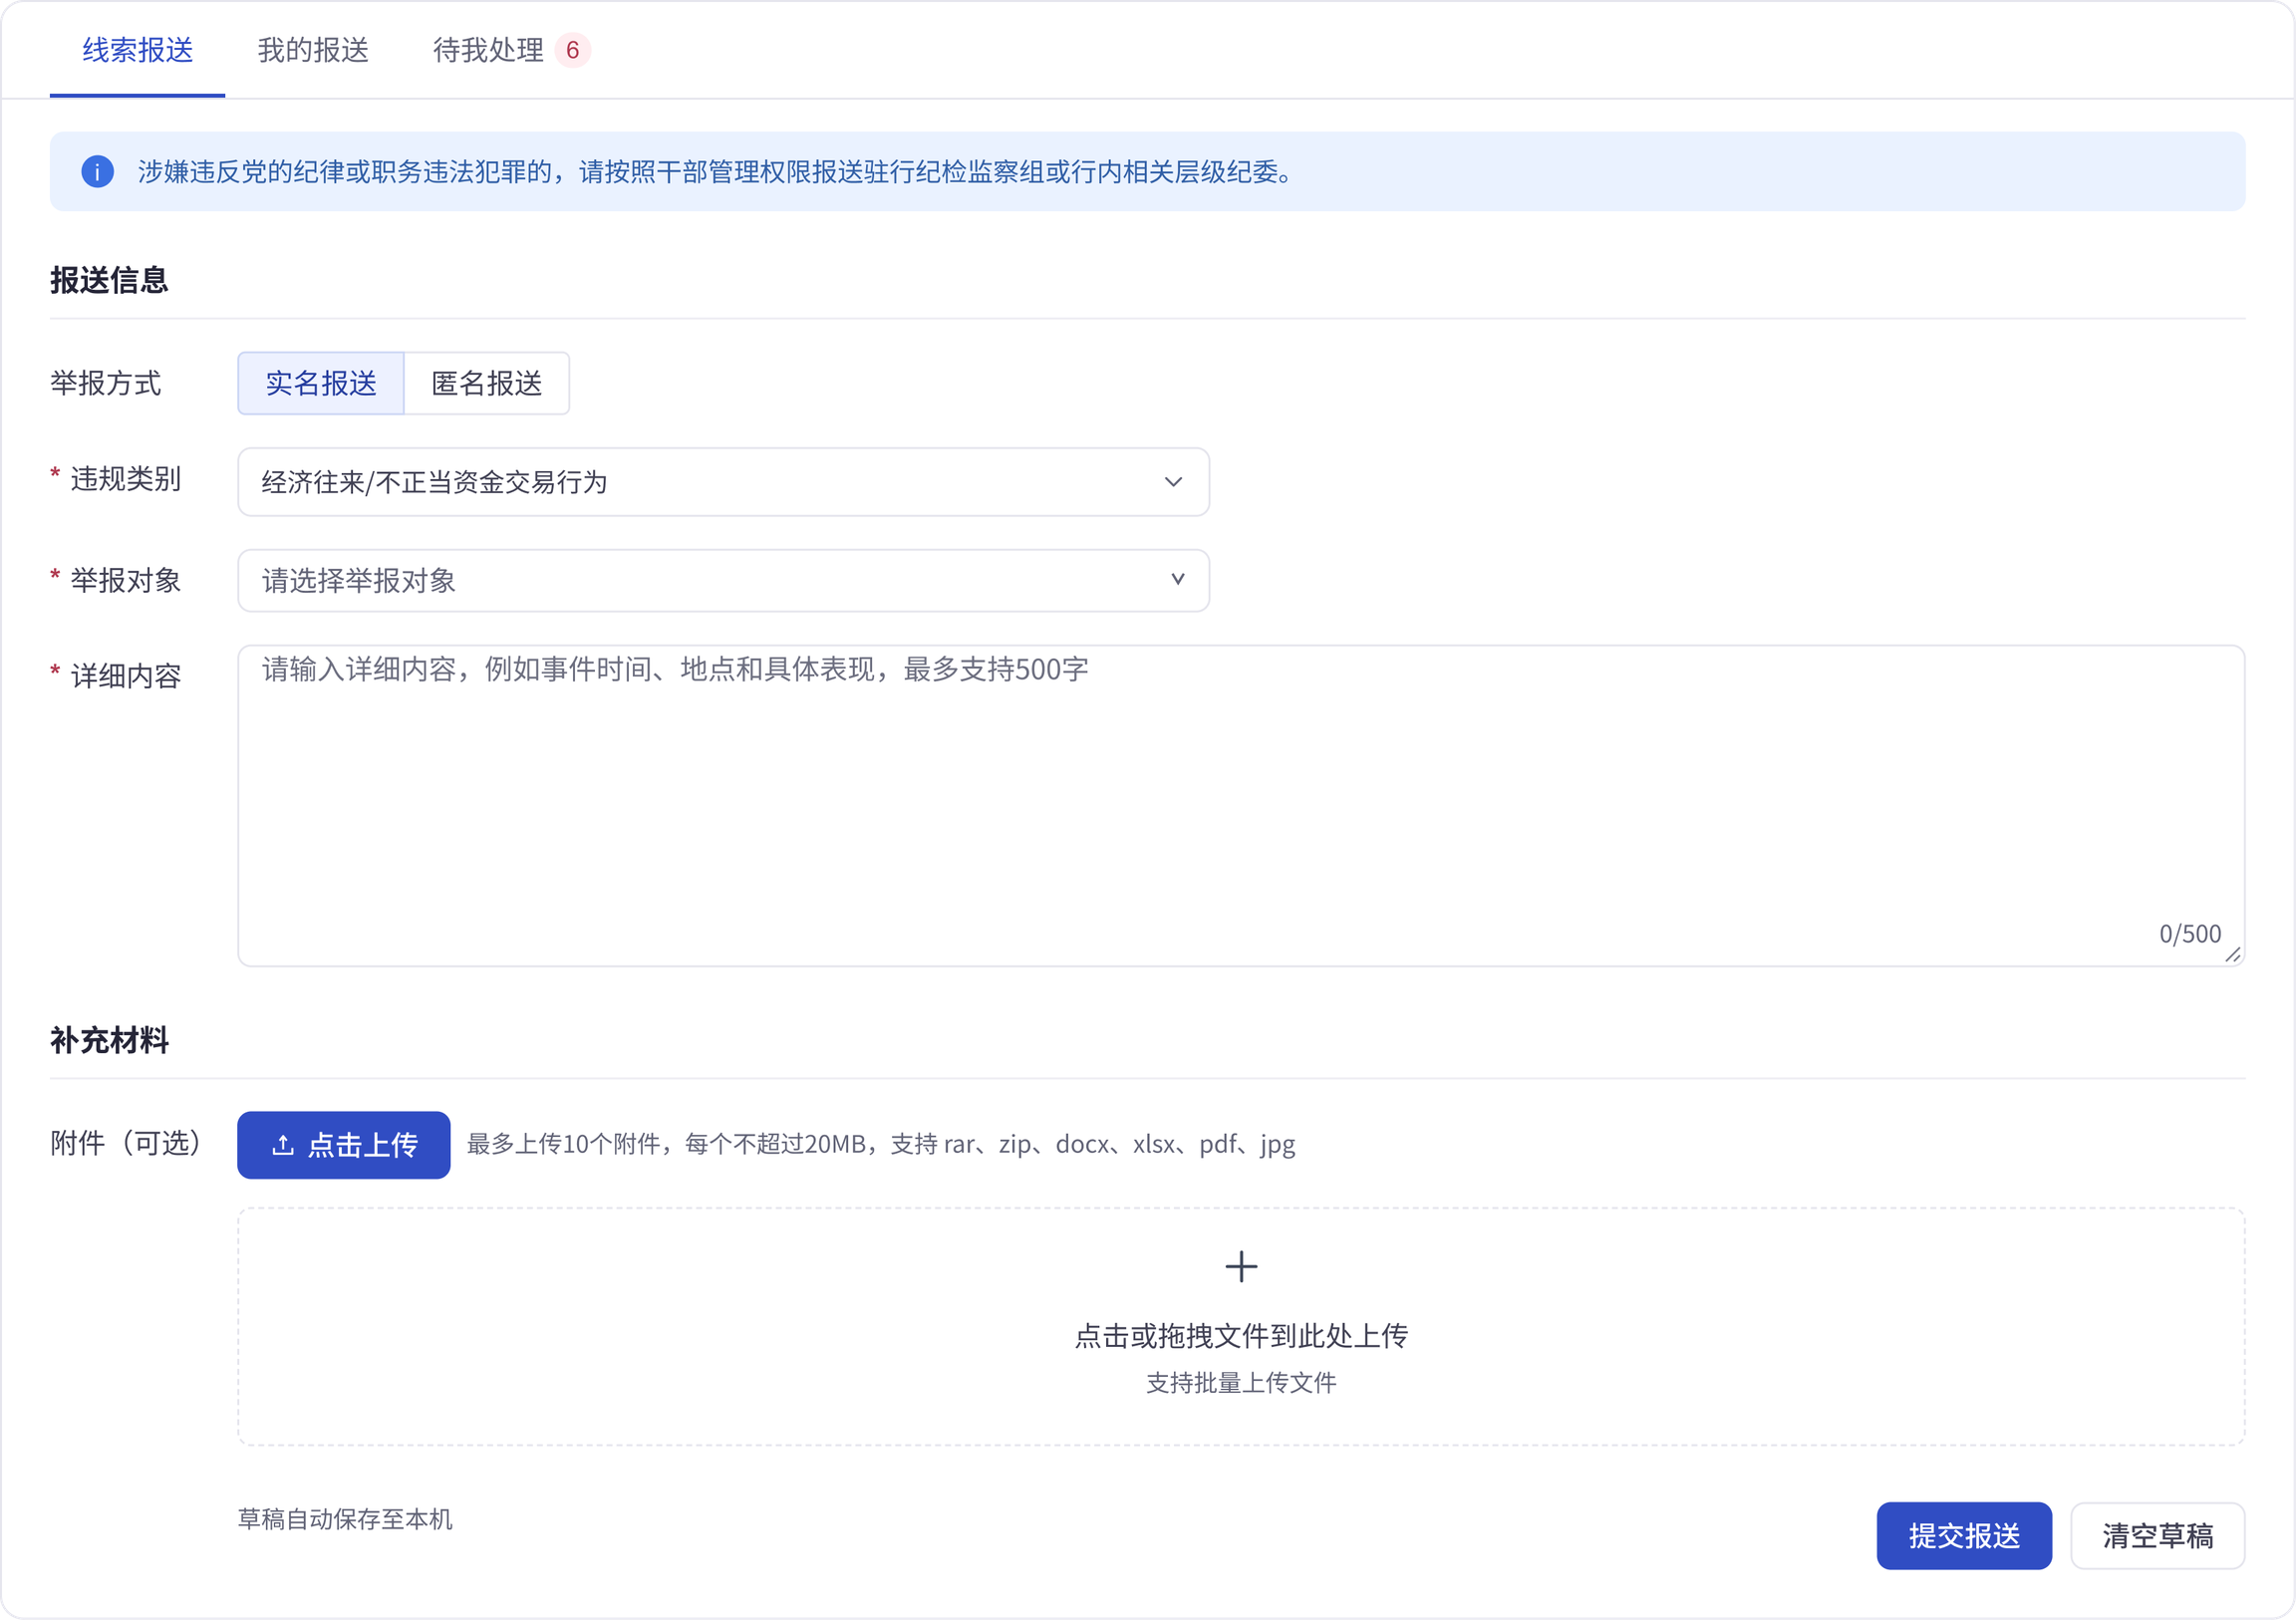 线索报送 我的报送 待我处理 6
涉嫌违反党的纪律或职务违法犯罪的，请按照干部管理权限报送驻行纪检监察组或行内相关层级纪委。
报送信息
举报方式 实名报送 匿名报送
* 违规类别 经济往来/不正当资金交易行为
* 举报对象 请选择举报对象
* 详细内容 请输入详细内容，例如事件时间、地点和具体表现，最多支持500字
0/500
补充材料
附件（可选） 点击上传 最多上传10个附件，每个不超过20MB，支持 rar、zip、docx、xlsx、pdf、jpg
点击或拖拽文件到此处上传
支持批量上传文件
草稿自动保存至本机 提交报送 清空草稿